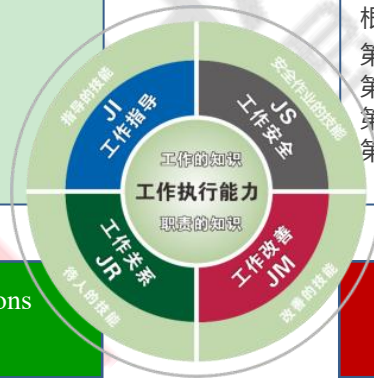 指导的技能
JI
工作指导
安全作业的技能
JS
工作安全
工作的知识
工作执行能力
职责的知识
工作关系
JR
待人的技能
工作改善
JM
改善的技能
ons
第
第
第